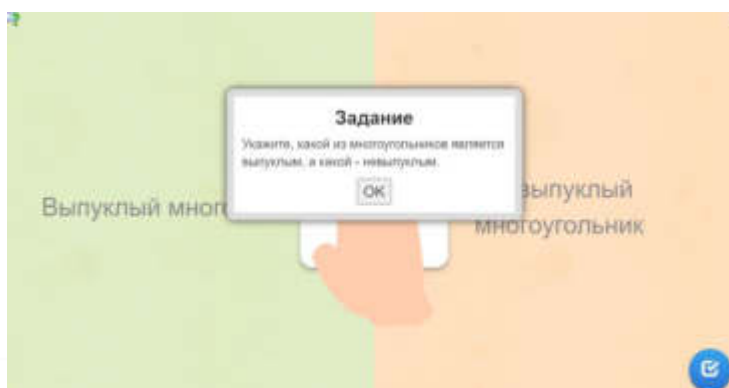 Задание
Укажите, какой из многоугольников является
выпуклым, а какой - невыпуклым.
OK
Выпуклый мног
выпуклый
многоугольник